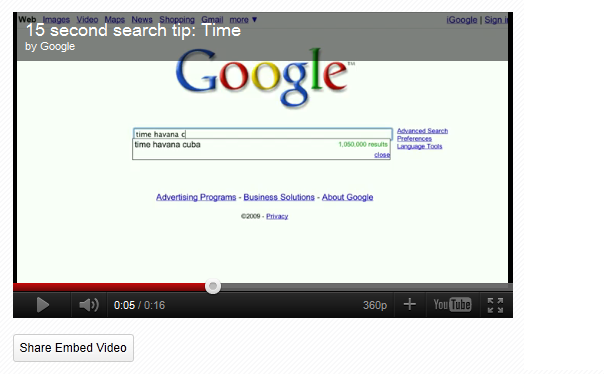 Web Images Video Maps News Shopping Gmail more ▼ iGoogle | Sign i
15 second search tip: Time
by Google
Google™
time havana c
time havana cuba 1,050,000 results
close
Advanced Search
Preferences
Language Tools
Advertising Programs - Business Solutions - About Google
©2009 - Privacy
0:05 / 0:16 360p YouTube
Share Embed Video